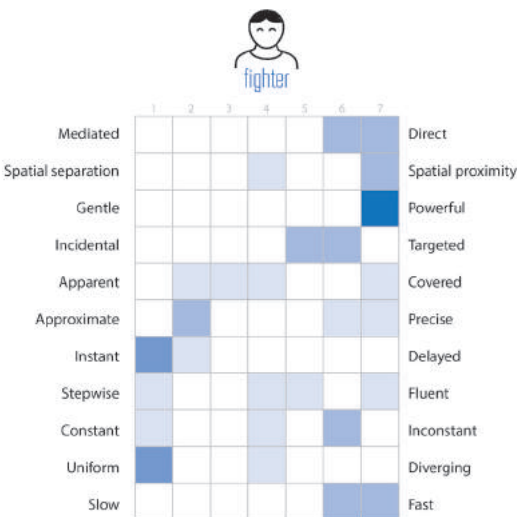 fighter
1 2 3 4 5 6 7
Mediated Direct
Spatial separation Spatial proximity
Gentle Powerful
Incidental Targeted
Apparent Covered
Approximate Precise
Instant Delayed
Stepwise Fluent
Constant Inconstant
Uniform Diverging
Slow Fast